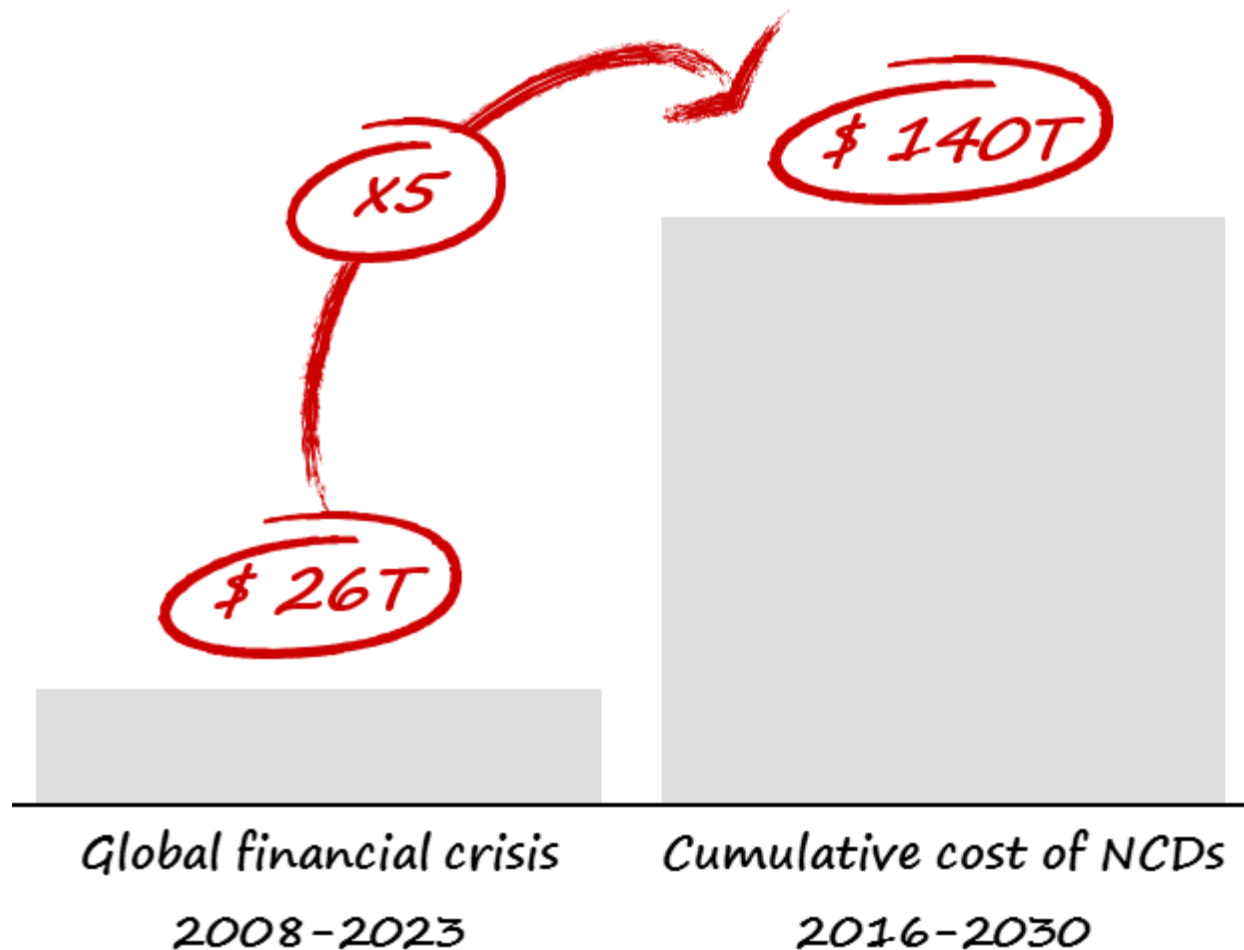 $ 140T
x5
$ 26T
Global financial crisis
2008-2023
Cumulative cost of NCDs
2016-2030